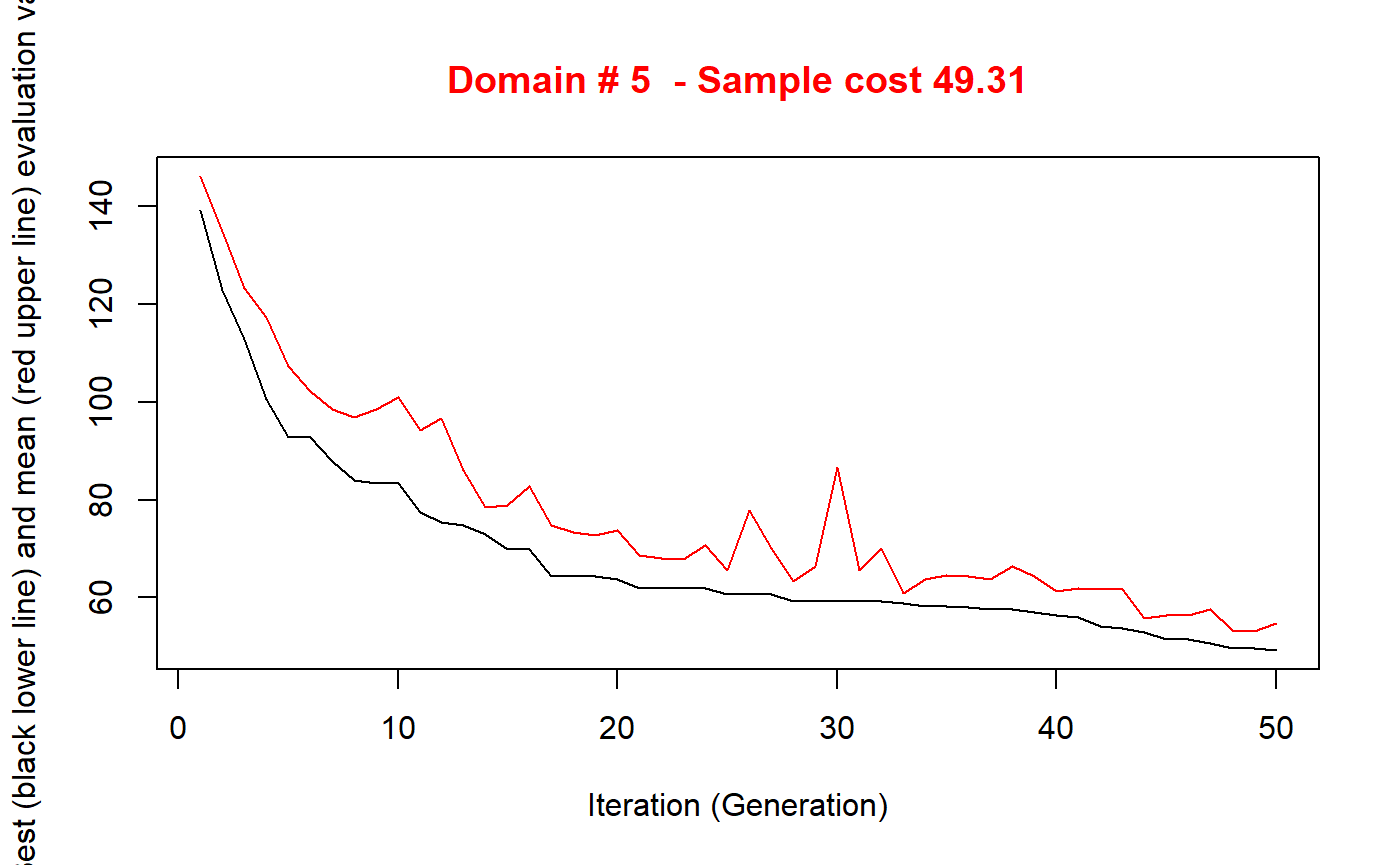 Domain # 5  - Sample cost 49.31
est (black lower line) and mean (red upper line) evaluation va
140
120
100
80
60
0 10 20 30 40 50
Iteration (Generation)